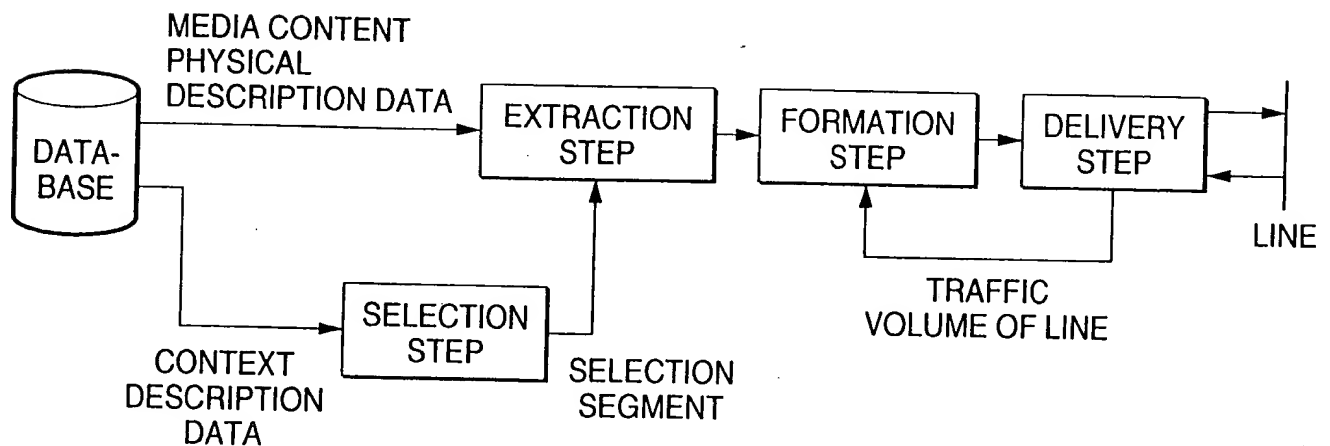 MEDIA CONTENT
PHYSICAL
DESCRIPTION DATA
DATA-
BASE
EXTRACTION
STEP
FORMATION
STEP
DELIVERY
STEP
LINE
TRAFFIC
VOLUME OF LINE
SELECTION
STEP
CONTEXT
DESCRIPTION
DATA
SELECTION
SEGMENT